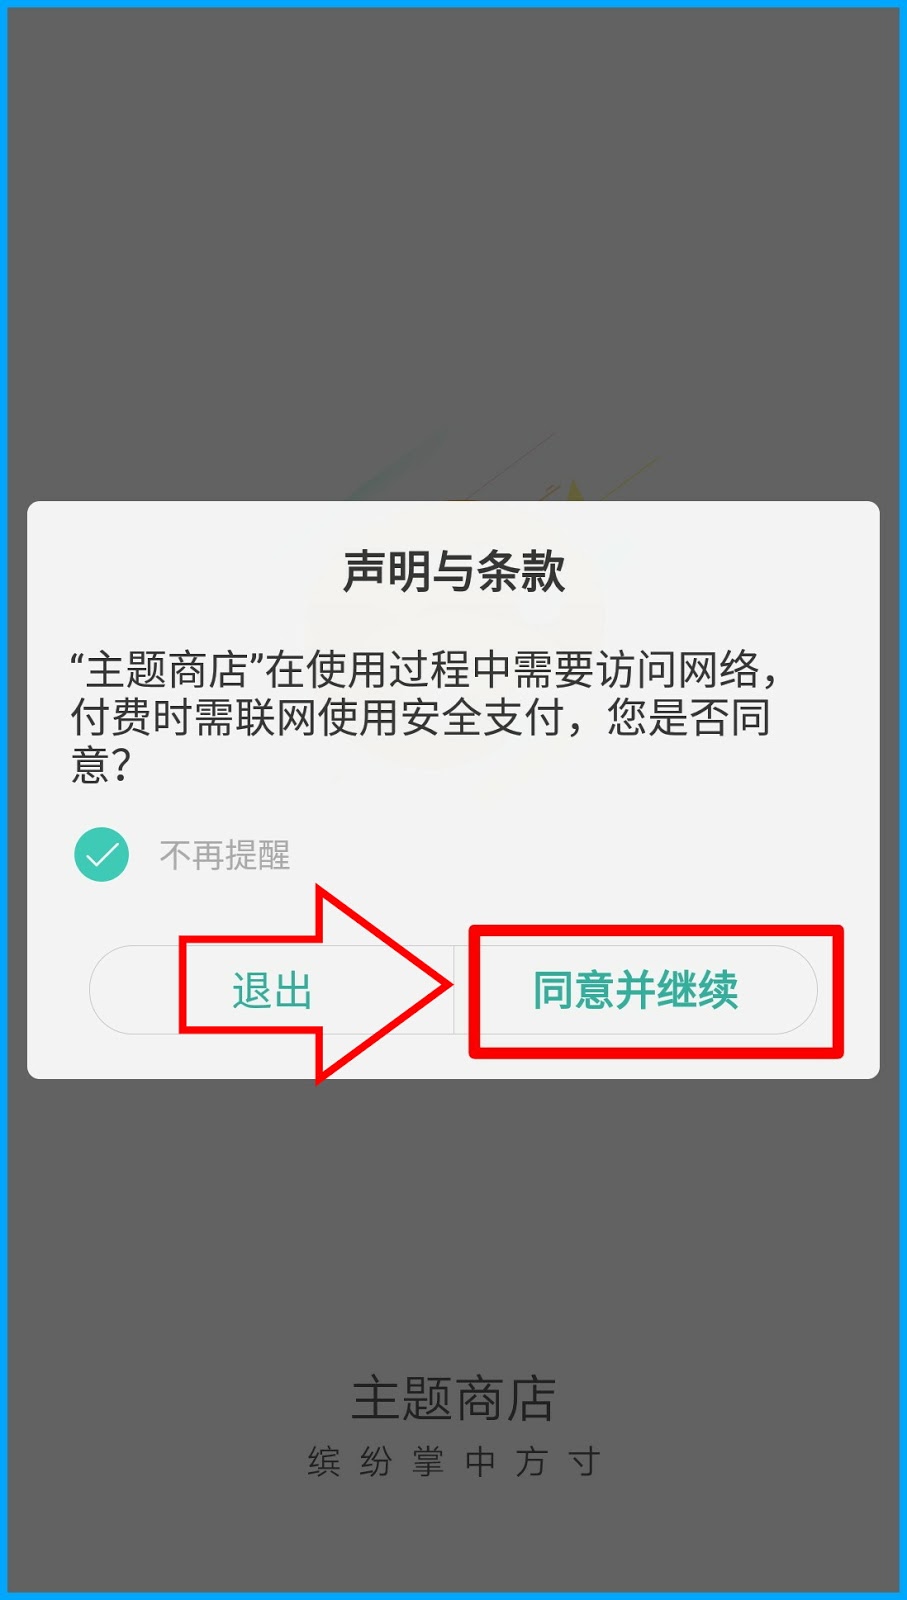 声明与条款
“主题商店”在使用过程中需要访问网络，
付费时需联网使用安全支付，您是否同
意？
不再提醒
退出
同意并继续
主题商店
缤纷掌中方寸